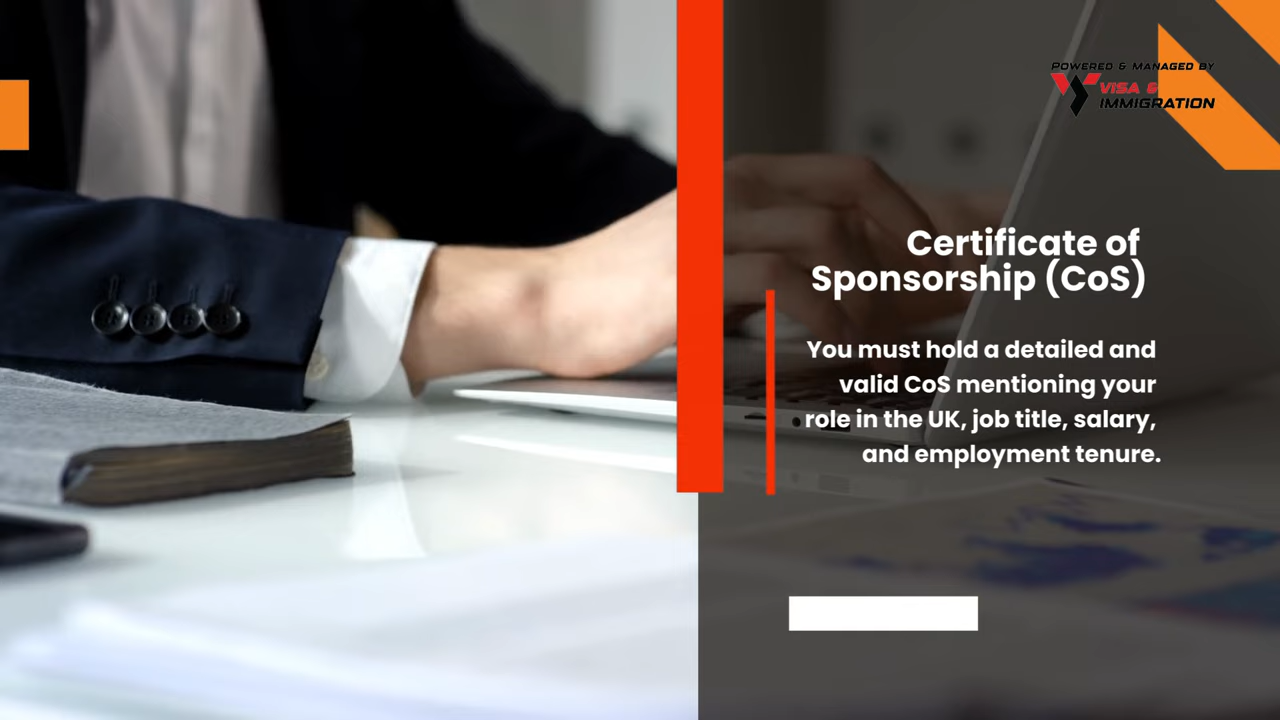 POWERED & MANAGED BY
VISA &
IMMIGRATION
Certificate of
Sponsorship (CoS)
You must hold a detailed and
valid CoS mentioning your
role in the UK, job title, salary,
and employment tenure.